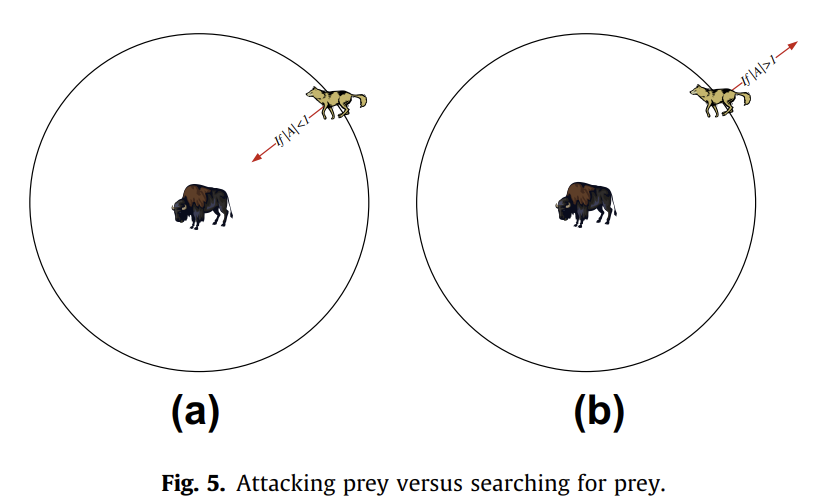 If |A|<1
If |A|>1
(a)
(b)
Fig. 5. Attacking prey versus searching for prey.